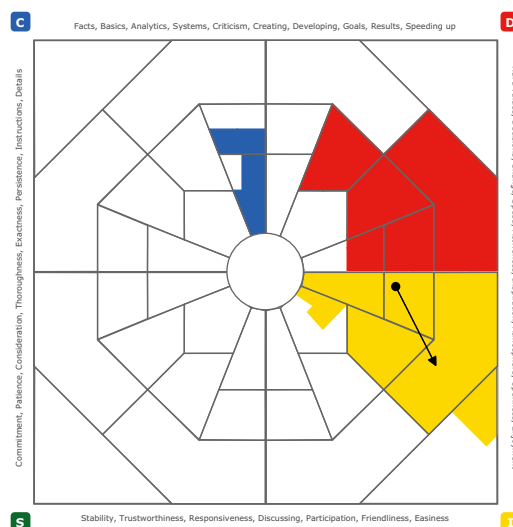 C
Facts, Basics, Analytics, Systems, Criticism, Creating, Developing, Goals, Results, Speeding up
D
Commitment, Patience, Consideration, Thoroughness, Exactness, Persistence, Instructions, Details
S
Stability, Trustworthiness, Responsiveness, Discussing, Participation, Friendliness, Easiness